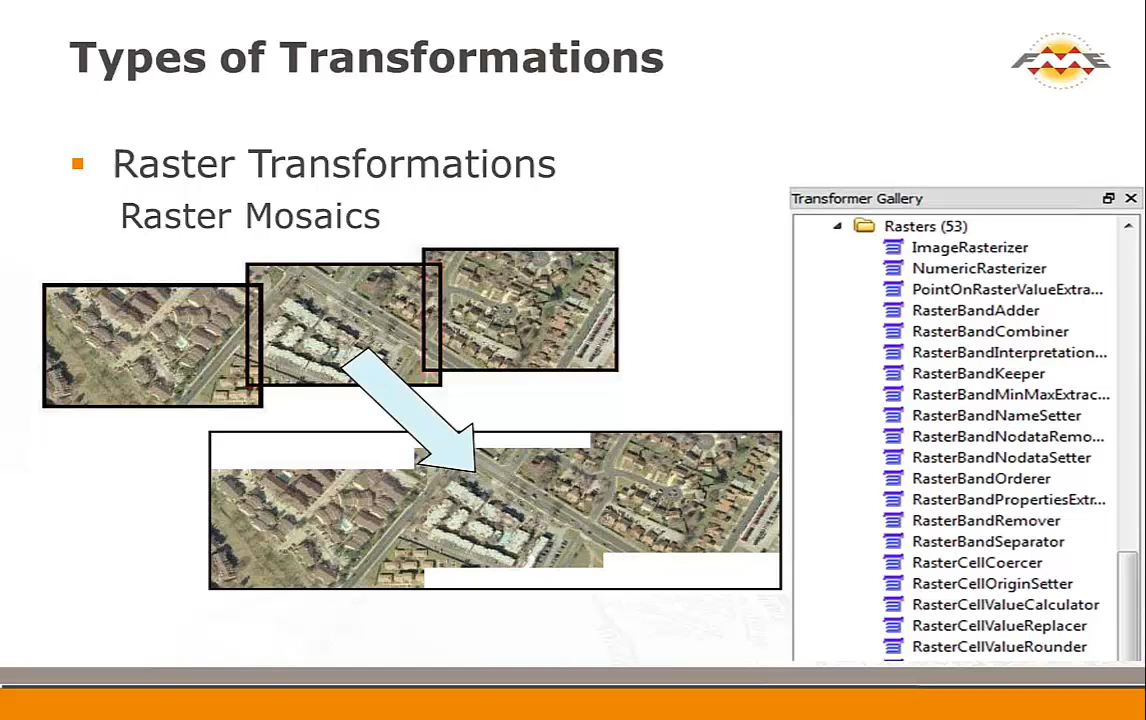 Types of Transformations
FME
Raster Transformations
Raster Mosaics
Transformer Gallery
Rasters (53)
ImageRasterizer
NumericRasterizer
PointOnRasterValueExtra...
RasterBandAdder
RasterBandCombiner
RasterBandInterpretation...
RasterBandKeeper
RasterBandMinMaxExtrac...
RasterBandNameSetter
RasterBandNodataRemo...
RasterBandNodataSetter
RasterBandOrderer
RasterBandPropertiesExtr...
RasterBandRemover
RasterBandSeparator
RasterCellCoercer
RasterCellOriginSetter
RasterCellValueCalculator
RasterCellValueReplacer
RasterCellValueRounder